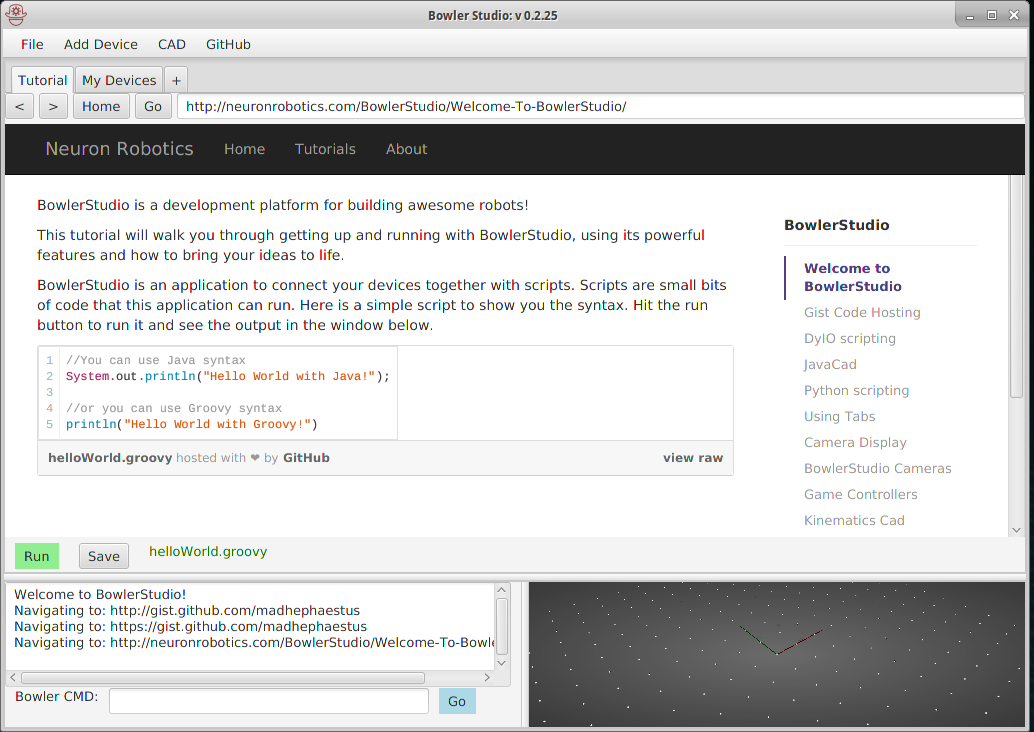 Bowler Studio: v 0.2.25
File Add Device CAD GitHub
Tutorial My Devices +
< > Home Go http://neuronrobotics.com/BowlerStudio/Welcome-To-BowlerStudio/
Neuron Robotics Home Tutorials About
BowlerStudio is a development platform for building awesome robots!
This tutorial will walk you through getting up and running with BowlerStudio, using its powerful
features and how to bring your ideas to life.
BowlerStudio is an application to connect your devices together with scripts. Scripts are small bits
of code that this application can run. Here is a simple script to show you the syntax. Hit the run
button to run it and see the output in the window below.
1 //You can use Java syntax
2 System.out.println("Hello World with Java!");
3
4 //or you can use Groovy syntax
5 println("Hello World with Groovy!")
helloWorld.groovy hosted with ❤ by GitHub view raw
BowlerStudio
Welcome to
BowlerStudio
Gist Code Hosting
DyIO scripting
JavaCad
Python scripting
Using Tabs
Camera Display
BowlerStudio Cameras
Game Controllers
Kinematics Cad
Run Save helloWorld.groovy
Welcome to BowlerStudio!
Navigating to: http://gist.github.com/madhephaestus
Navigating to: https://gist.github.com/madhephaestus
Navigating to: http://neuronrobotics.com/BowlerStudio/Welcome-To-Bowle
Bowler CMD: Go